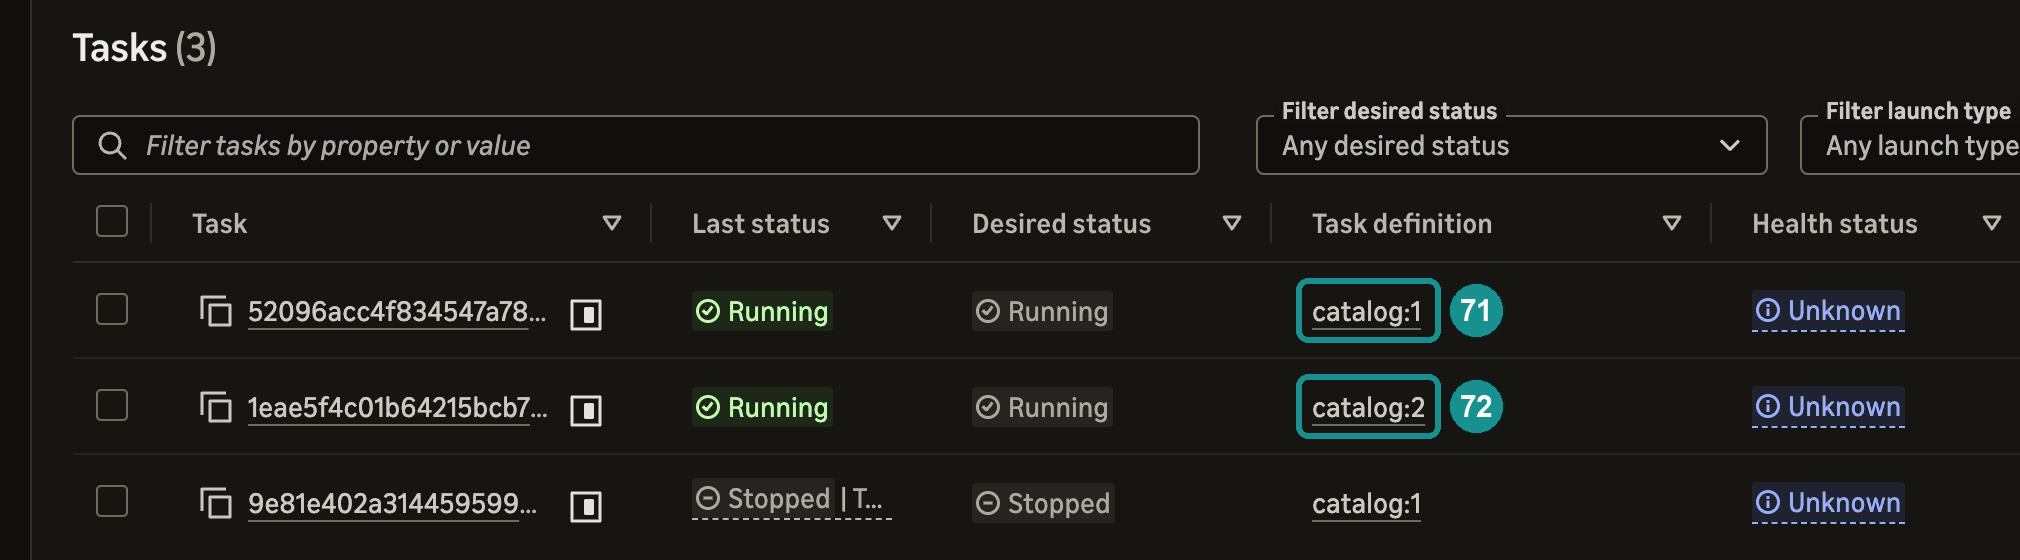 Tasks (3)
Filter tasks by property or value
Filter desired status
Any desired status
Filter launch type
Any launch type
Task Last status Desired status Task definition Health status
52096acc4f834547a78... Running Running catalog:1 71 Unknown
1eae5f4c01b64215bcb7... Running Running catalog:2 72 Unknown
9e81e402a314459599... Stopped | T... Stopped catalog:1 Unknown